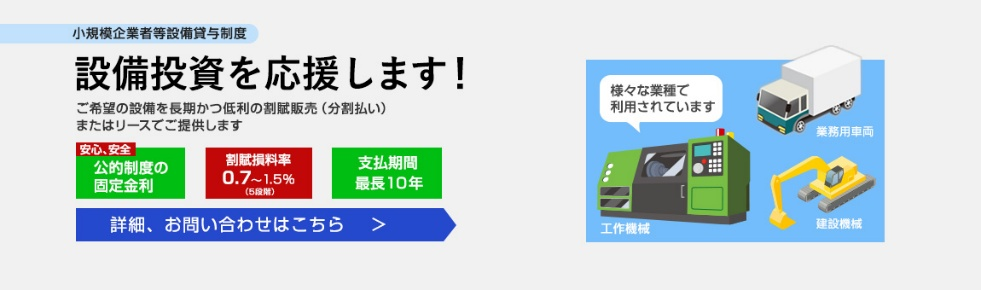 小規模企業者等設備貸与制度
設備投資を応援します!
ご希望の設備を長期かつ低利の割賦販売（分割払い）
またはリースでご提供します
安心、安全
公的制度の
固定金利
割賦損料率
0.7～1.5%
（5段階）
支払期間
最長10年
詳細、お問い合わせはこちら ＞
様々な業種で
利用されています
業務用車両
工作機械
建設機械